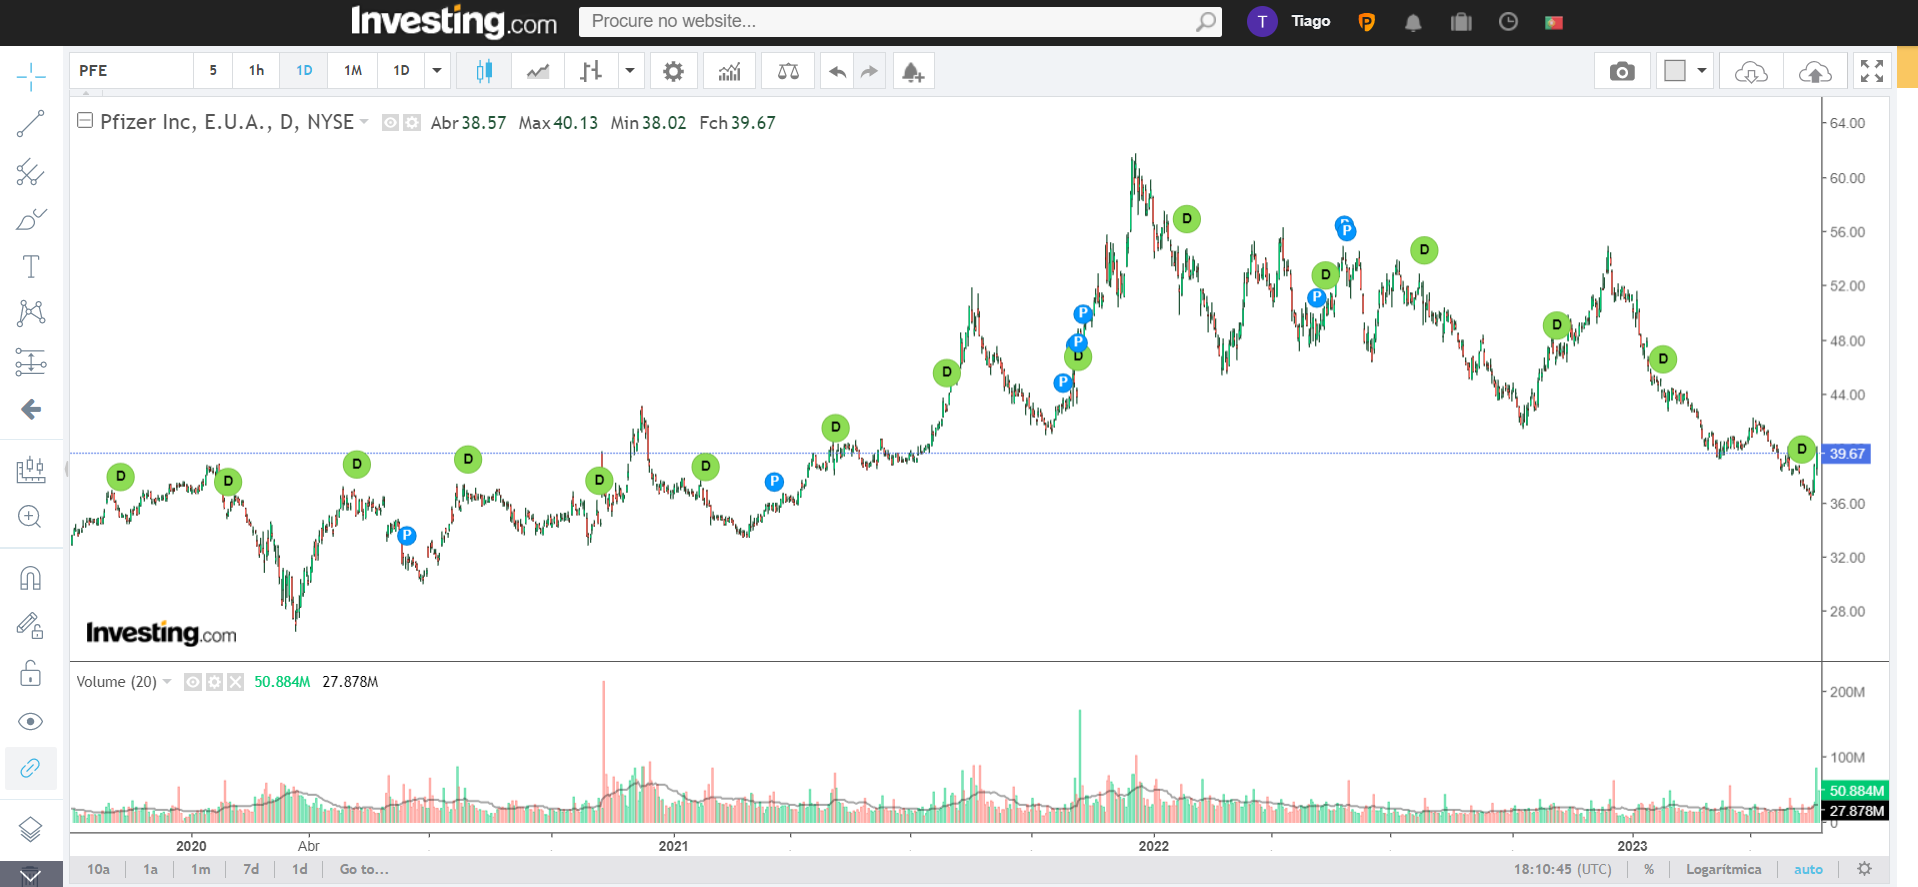 Investing.com
Procure no website...
T
Tiago
P
PFE
5 1h 1D 1M 1D
Pfizer Inc, E.U.A., D, NYSE Abr 38.57 Max 40.13 Min 38.02 Fch 39.67
64.00
60.00
56.00
52.00
48.00
44.00
39.67
36.00
32.00
28.00
D
D
D
P
D
D
D
P
D
D
P
P
D
P
D
P
D
P
D
D
D
D
Investing.com
Volume (20) 50.884M 27.878M
200M
100M
50.884M
27.878M
0
2020 Abr 2021 2022 2023
10a 1a 1m 7d 1d Go to...
18:10:45 (UTC) % Logarítmica auto